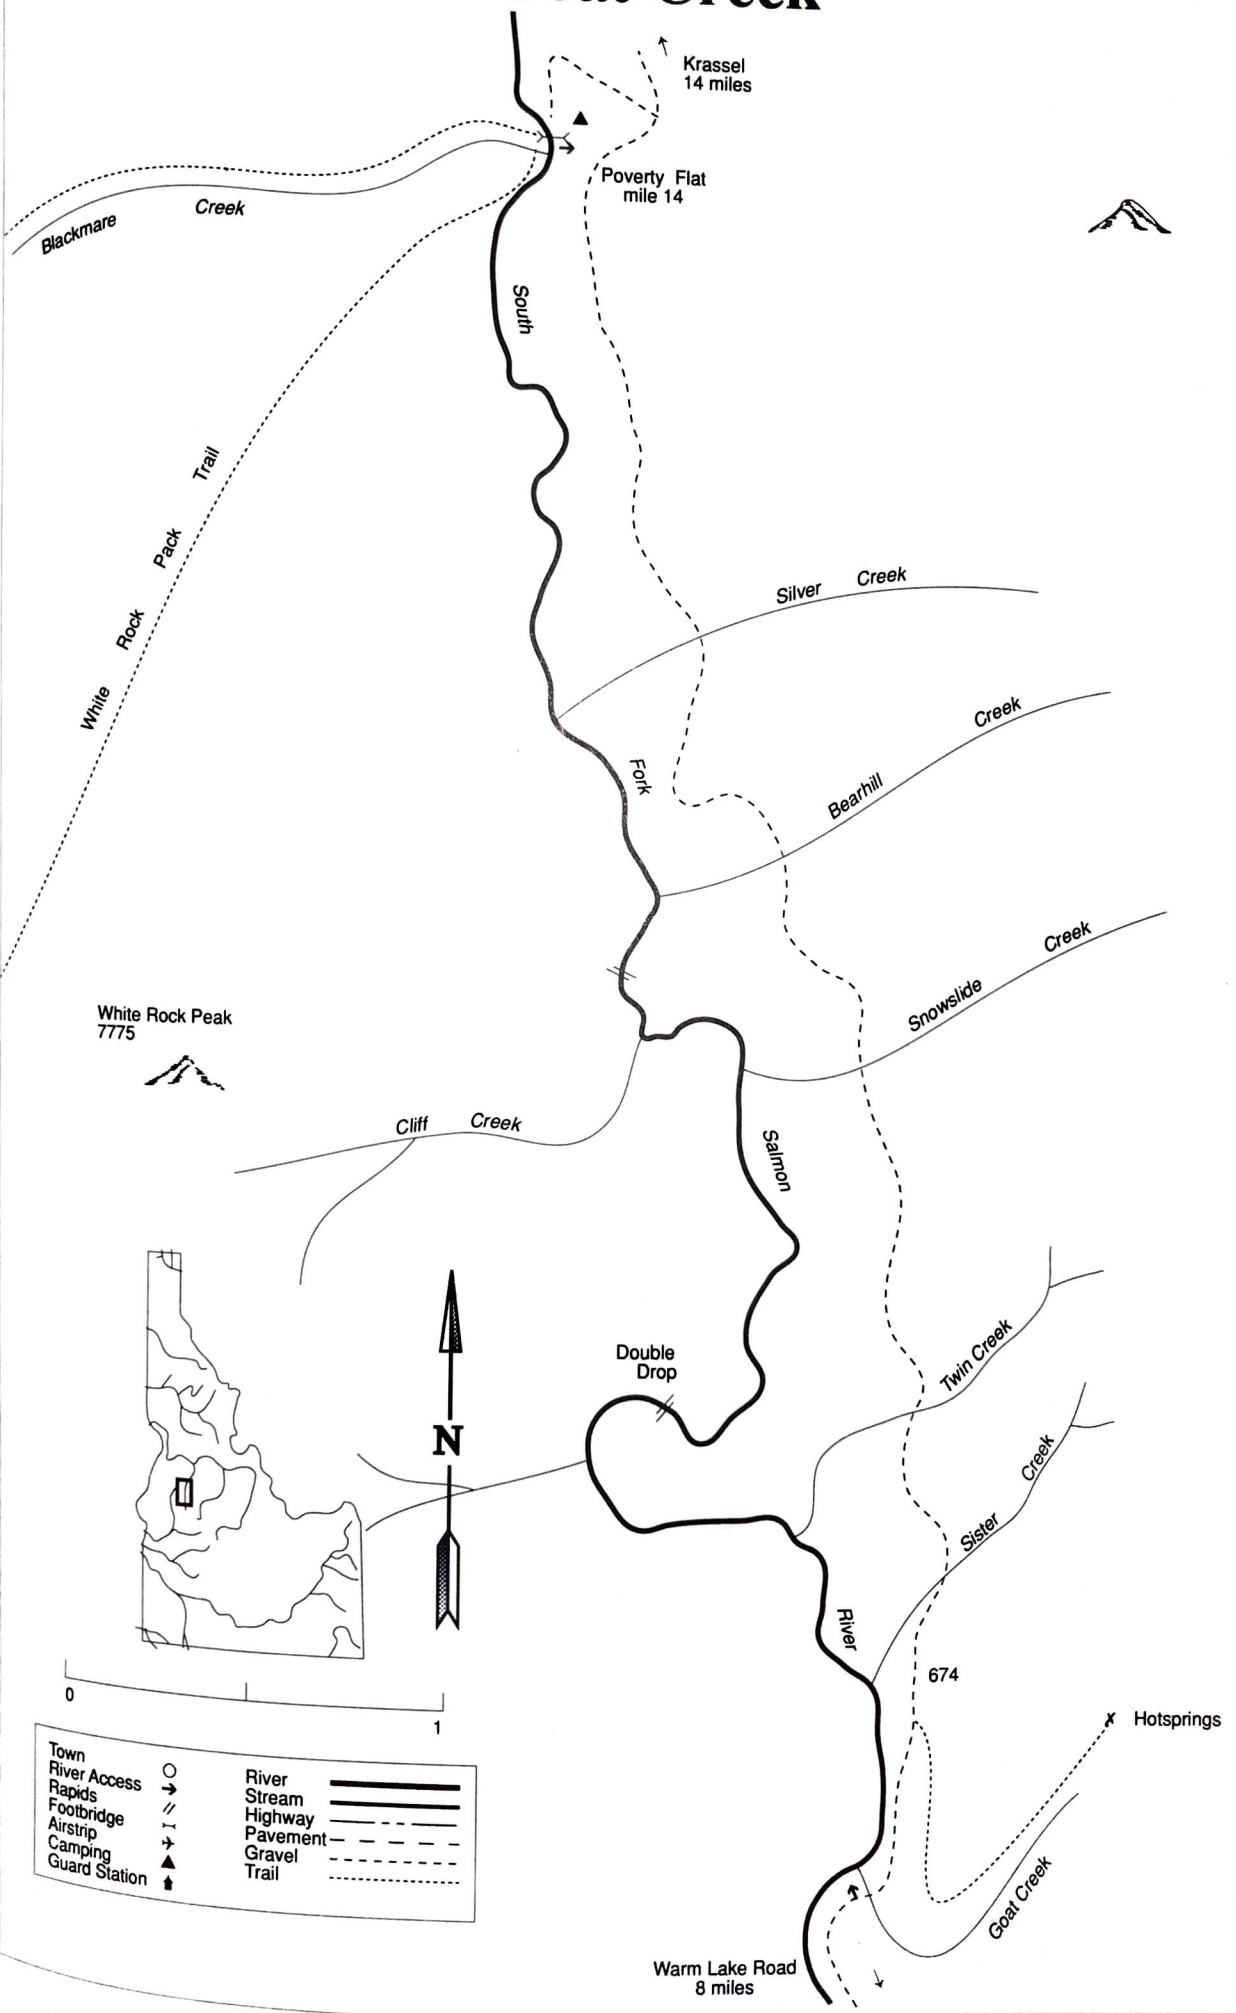 Creek
Krassel
14 miles
Poverty Flat
mile 14
Blackmare Creek
South
White Rock Pack Trail
Silver Creek
Fork
Bearhill Creek
Snowslide Creek
White Rock Peak
7775
Cliff Creek
Salmon
Double
Drop
Twin Creek
N
Sister Creek
River
674
Hotsprings
0
1
Goat Creek
Town
River Access
Rapids
Footbridge
Airstrip
Camping
Guard Station
River
Stream
Highway
Pavement
Gravel
Trail
Warm Lake Road
8 miles